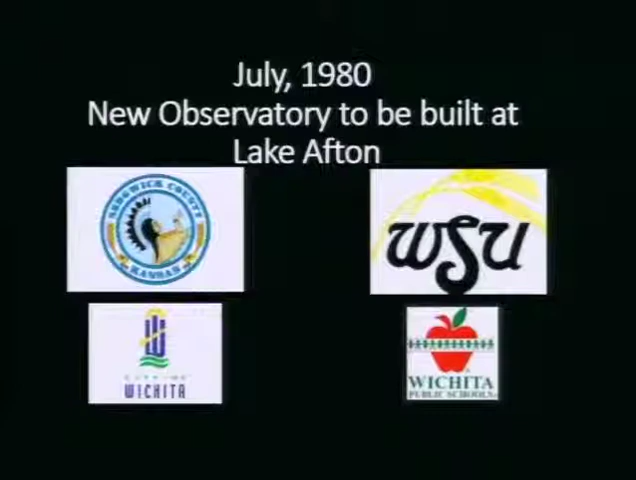 July, 1980
New Observatory to be built at
Lake Afton
SEDGWICK COUNTY
KANSAS
WSU
WICHITA
WICHITA
PUBLIC SCHOOLS